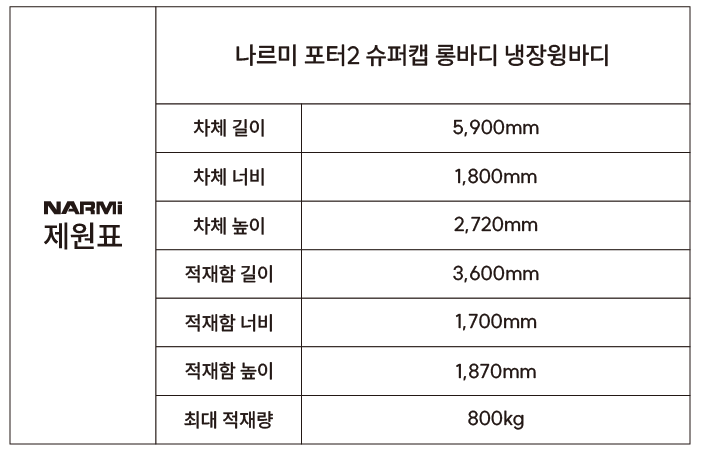 나르미 포터2 슈퍼캡 롱바디 냉장윙바디
NARMi
제원표
차체 길이 5,900mm
차체 너비 1,800mm
차체 높이 2,720mm
적재함 길이 3,600mm
적재함 너비 1,700mm
적재함 높이 1,870mm
최대 적재량 800kg